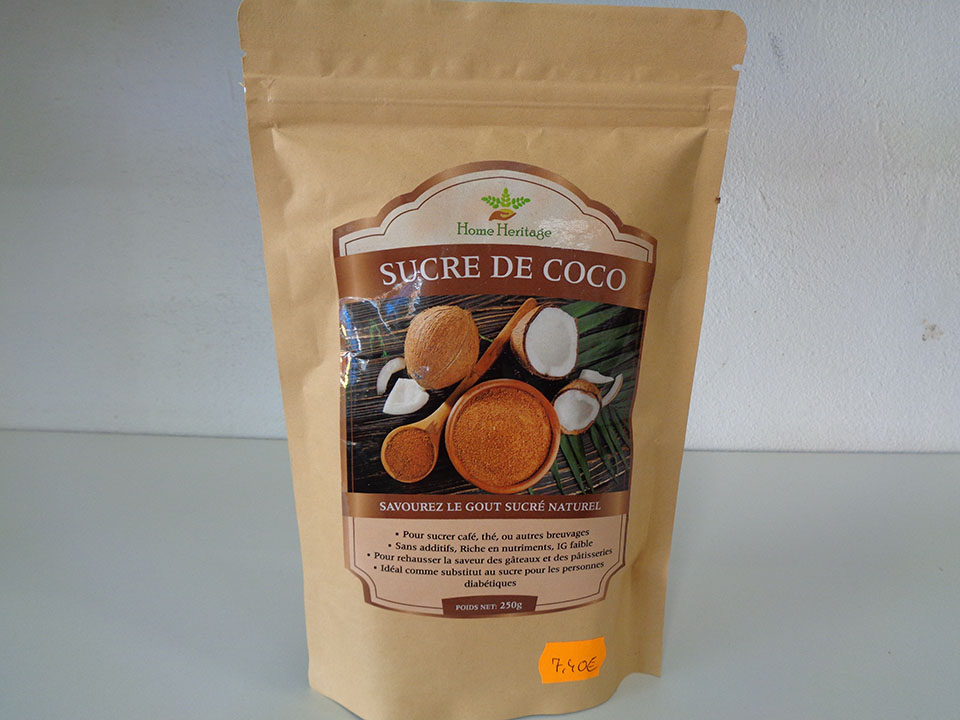 Home Heritage
SUCRE DE COCO
SAVOUREZ LE GOUT SUCRÉ NATUREL
• Pour sucrer café, thé, ou autres breuvages
• Sans additifs, Riche en nutriments, IG faible
• Pour rehausser la saveur des gâteaux et des pâtisseries
• Idéal comme substitut au sucre pour les personnes
diabétiques
POIDS NET: 250g
7,40€